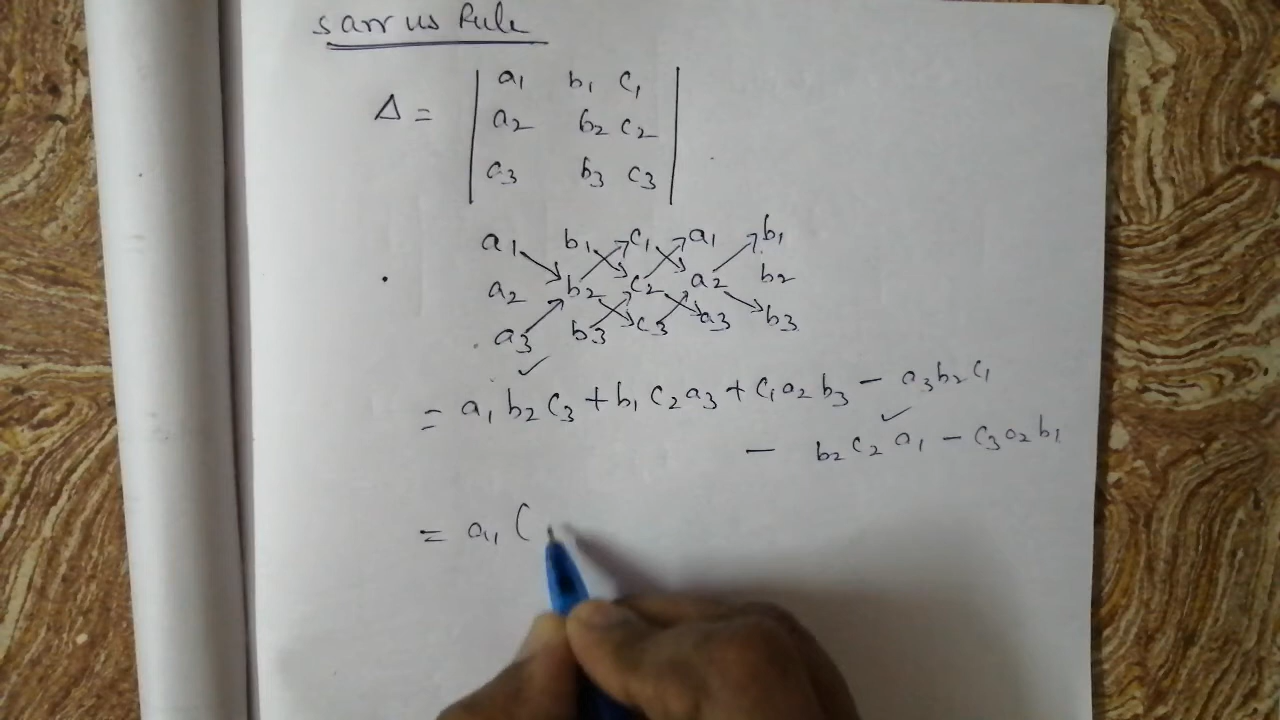 sarrus Rule
a1 b1 c1
Δ = a2 b2 c2
a3 b3 c3
a1 b1 c1 a1 b1
a2 b2 c2 a2 b2
a3 b3 c3 a3 b3
= a1 b2 c3 + b1 c2 a3 + c1 a2 b3 − a3 b2 c1
− b2 c2 a1 − c3 a2 b1
= a1 (